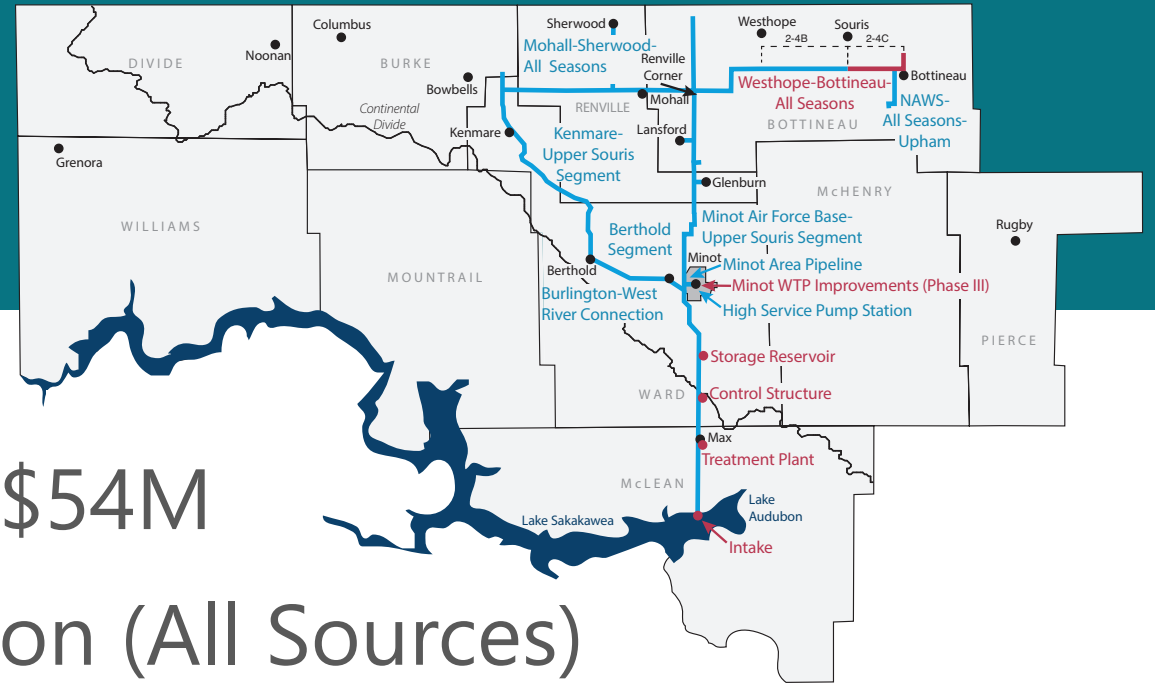 Columbus
Sherwood
Westhope
Souris
2-4B
2-4C
Noonan
DIVIDE
BURKE
Mohall-Sherwood-
All Seasons
Renville
Corner
Bowbells
Westhope-Bottineau-
All Seasons
Bottineau
Continental
Divide
RENVILLE
Mohall
BOTTINEAU
NAWS-
All Seasons-
Upham
Kenmare
Kenmare-
Upper Souris
Segment
Lansford
Grenora
Glenburn
McHENRY
WILLIAMS
Berthold
Segment
Minot Air Force Base-
Upper Souris Segment
Rugby
MOUNTRAIL
Berthold
Minot
Minot Area Pipeline
Minot WTP Improvements (Phase III)
Burlington-West
River Connection
High Service Pump Station
PIERCE
Storage Reservoir
WARD
Control Structure
Max
Treatment Plant
McLEAN
$54M
Lake
Audubon
Lake Sakakawea
Intake
on (All Sources)